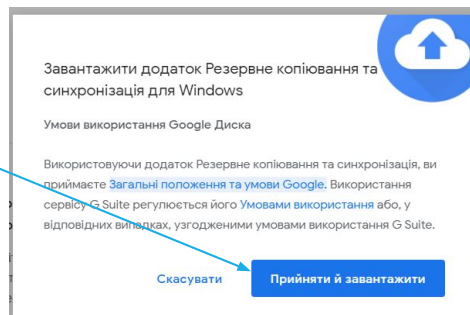 Завантажити додаток Резервне копіювання та
синхронізація для Windows
Умови використання Google Диска
Використовуючи додаток Резервне копіювання та синхронізація, ви
приймаєте Загальні положення та умови Google. Використання
сервісу G Suite регулюється його Умовами використання або, у
відповідних випадках, узгодженими умовами використання G Suite.
Скасувати Прийняти й завантажити